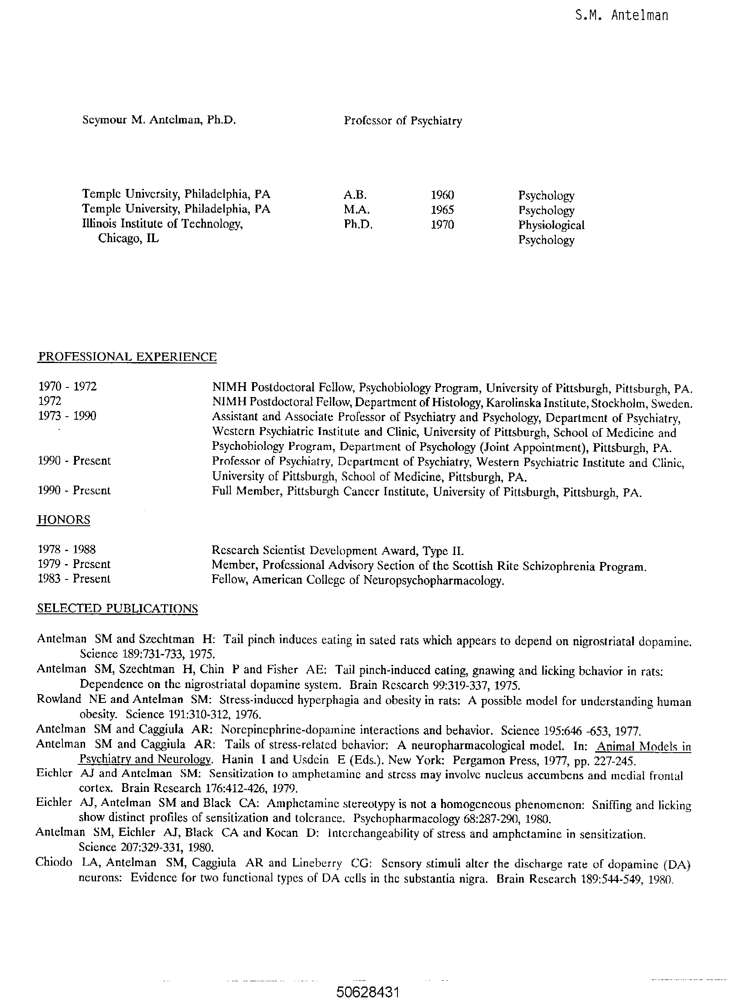 S.M. Antelman
Seymour M. Antelman, Ph.D. Professor of Psychiatry
Temple University, Philadelphia, PA A.B. 1960 Psychology
Temple University, Philadelphia, PA M.A. 1965 Psychology
Illinois Institute of Technology, Ph.D. 1970 Physiological
Chicago, IL Psychology
PROFESSIONAL EXPERIENCE
1970 - 1972 NIMH Postdoctoral Fellow, Psychobiology Program, University of Pittsburgh, Pittsburgh, PA.
1972 NIMH Postdoctoral Fellow, Department of Histology, Karolinska Institute, Stockholm, Sweden.
1973 - 1990 Assistant and Associate Professor of Psychiatry and Psychology, Department of Psychiatry,
Western Psychiatric Institute and Clinic, University of Pittsburgh, School of Medicine and
Psychobiology Program, Department of Psychology (Joint Appointment), Pittsburgh, PA.
1990 - Present Professor of Psychiatry, Department of Psychiatry, Western Psychiatric Institute and Clinic,
University of Pittsburgh, School of Medicine, Pittsburgh, PA.
1990 - Present Full Member, Pittsburgh Cancer Institute, University of Pittsburgh, Pittsburgh, PA.
HONORS
1978 - 1988 Research Scientist Development Award, Type II.
1979 - Present Member, Professional Advisory Section of the Scottish Rite Schizophrenia Program.
1983 - Present Fellow, American College of Neuropsychopharmacology.
SELECTED PUBLICATIONS
Antelman SM and Szechtman H: Tail pinch induces eating in sated rats which appears to depend on nigrostriatal dopamine.
Science 189:731-733, 1975.
Antelman SM, Szechtman H, Chin P and Fisher AE: Tail pinch-induced eating, gnawing and licking behavior in rats:
Dependence on the nigrostriatal dopamine system. Brain Research 99:319-337, 1975.
Rowland NE and Antelman SM: Stress-induced hyperphagia and obesity in rats: A possible model for understanding human
obesity. Science 191:310-312, 1976.
Antelman SM and Caggiula AR: Norepinephrine-dopamine interactions and behavior. Science 195:646 -653, 1977.
Antelman SM and Caggiula AR: Tails of stress-related behavior: A neuropharmacological model. In: Animal Models in
Psychiatry and Neurology. Hanin I and Usdin E (Eds.). New York: Pergamon Press, 1977, pp. 227-245.
Eichler AJ and Antelman SM: Sensitization to amphetamine and stress may involve nucleus accumbens and medial frontal
cortex. Brain Research 176:412-426, 1979.
Eichler AJ, Antelman SM and Black CA: Amphetamine stereotypy is not a homogeneous phenomenon: Sniffing and licking
show distinct profiles of sensitization and tolerance. Psychopharmacology 68:287-290, 1980.
Antelman SM, Eichler AJ, Black CA and Kocan D: Interchangeability of stress and amphetamine in sensitization.
Science 207:329-331, 1980.
Chiodo LA, Antelman SM, Caggiula AR and Lineberry CG: Sensory stimuli alter the discharge rate of dopamine (DA)
neurons: Evidence for two functional types of DA cells in the substantia nigra. Brain Research 189:544-549, 1980.
50628431